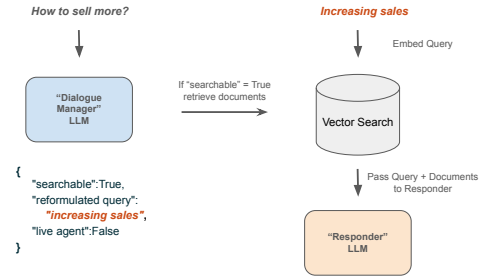 How to sell more?
Increasing sales
Embed Query
“Dialogue
Manager”
LLM
If “searchable” = True
retrieve documents
Vector Search
{
"searchable":True,
"reformulated query":
"increasing sales",
"live agent":False
}
Pass Query + Documents
to Responder
“Responder”
LLM